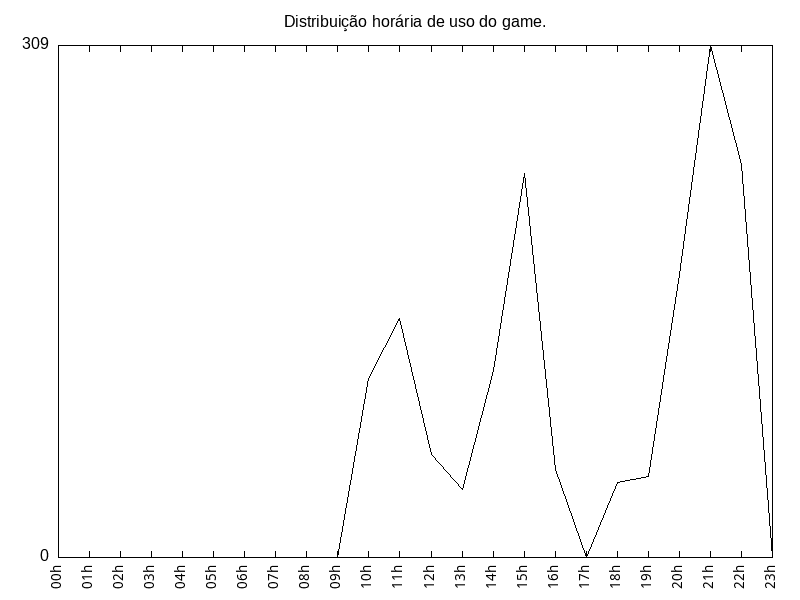 Distribuição horária de uso do game.
309
0
00h
01h
02h
03h
04h
05h
06h
07h
08h
09h
10h
11h
12h
13h
14h
15h
16h
17h
18h
19h
20h
21h
22h
23h